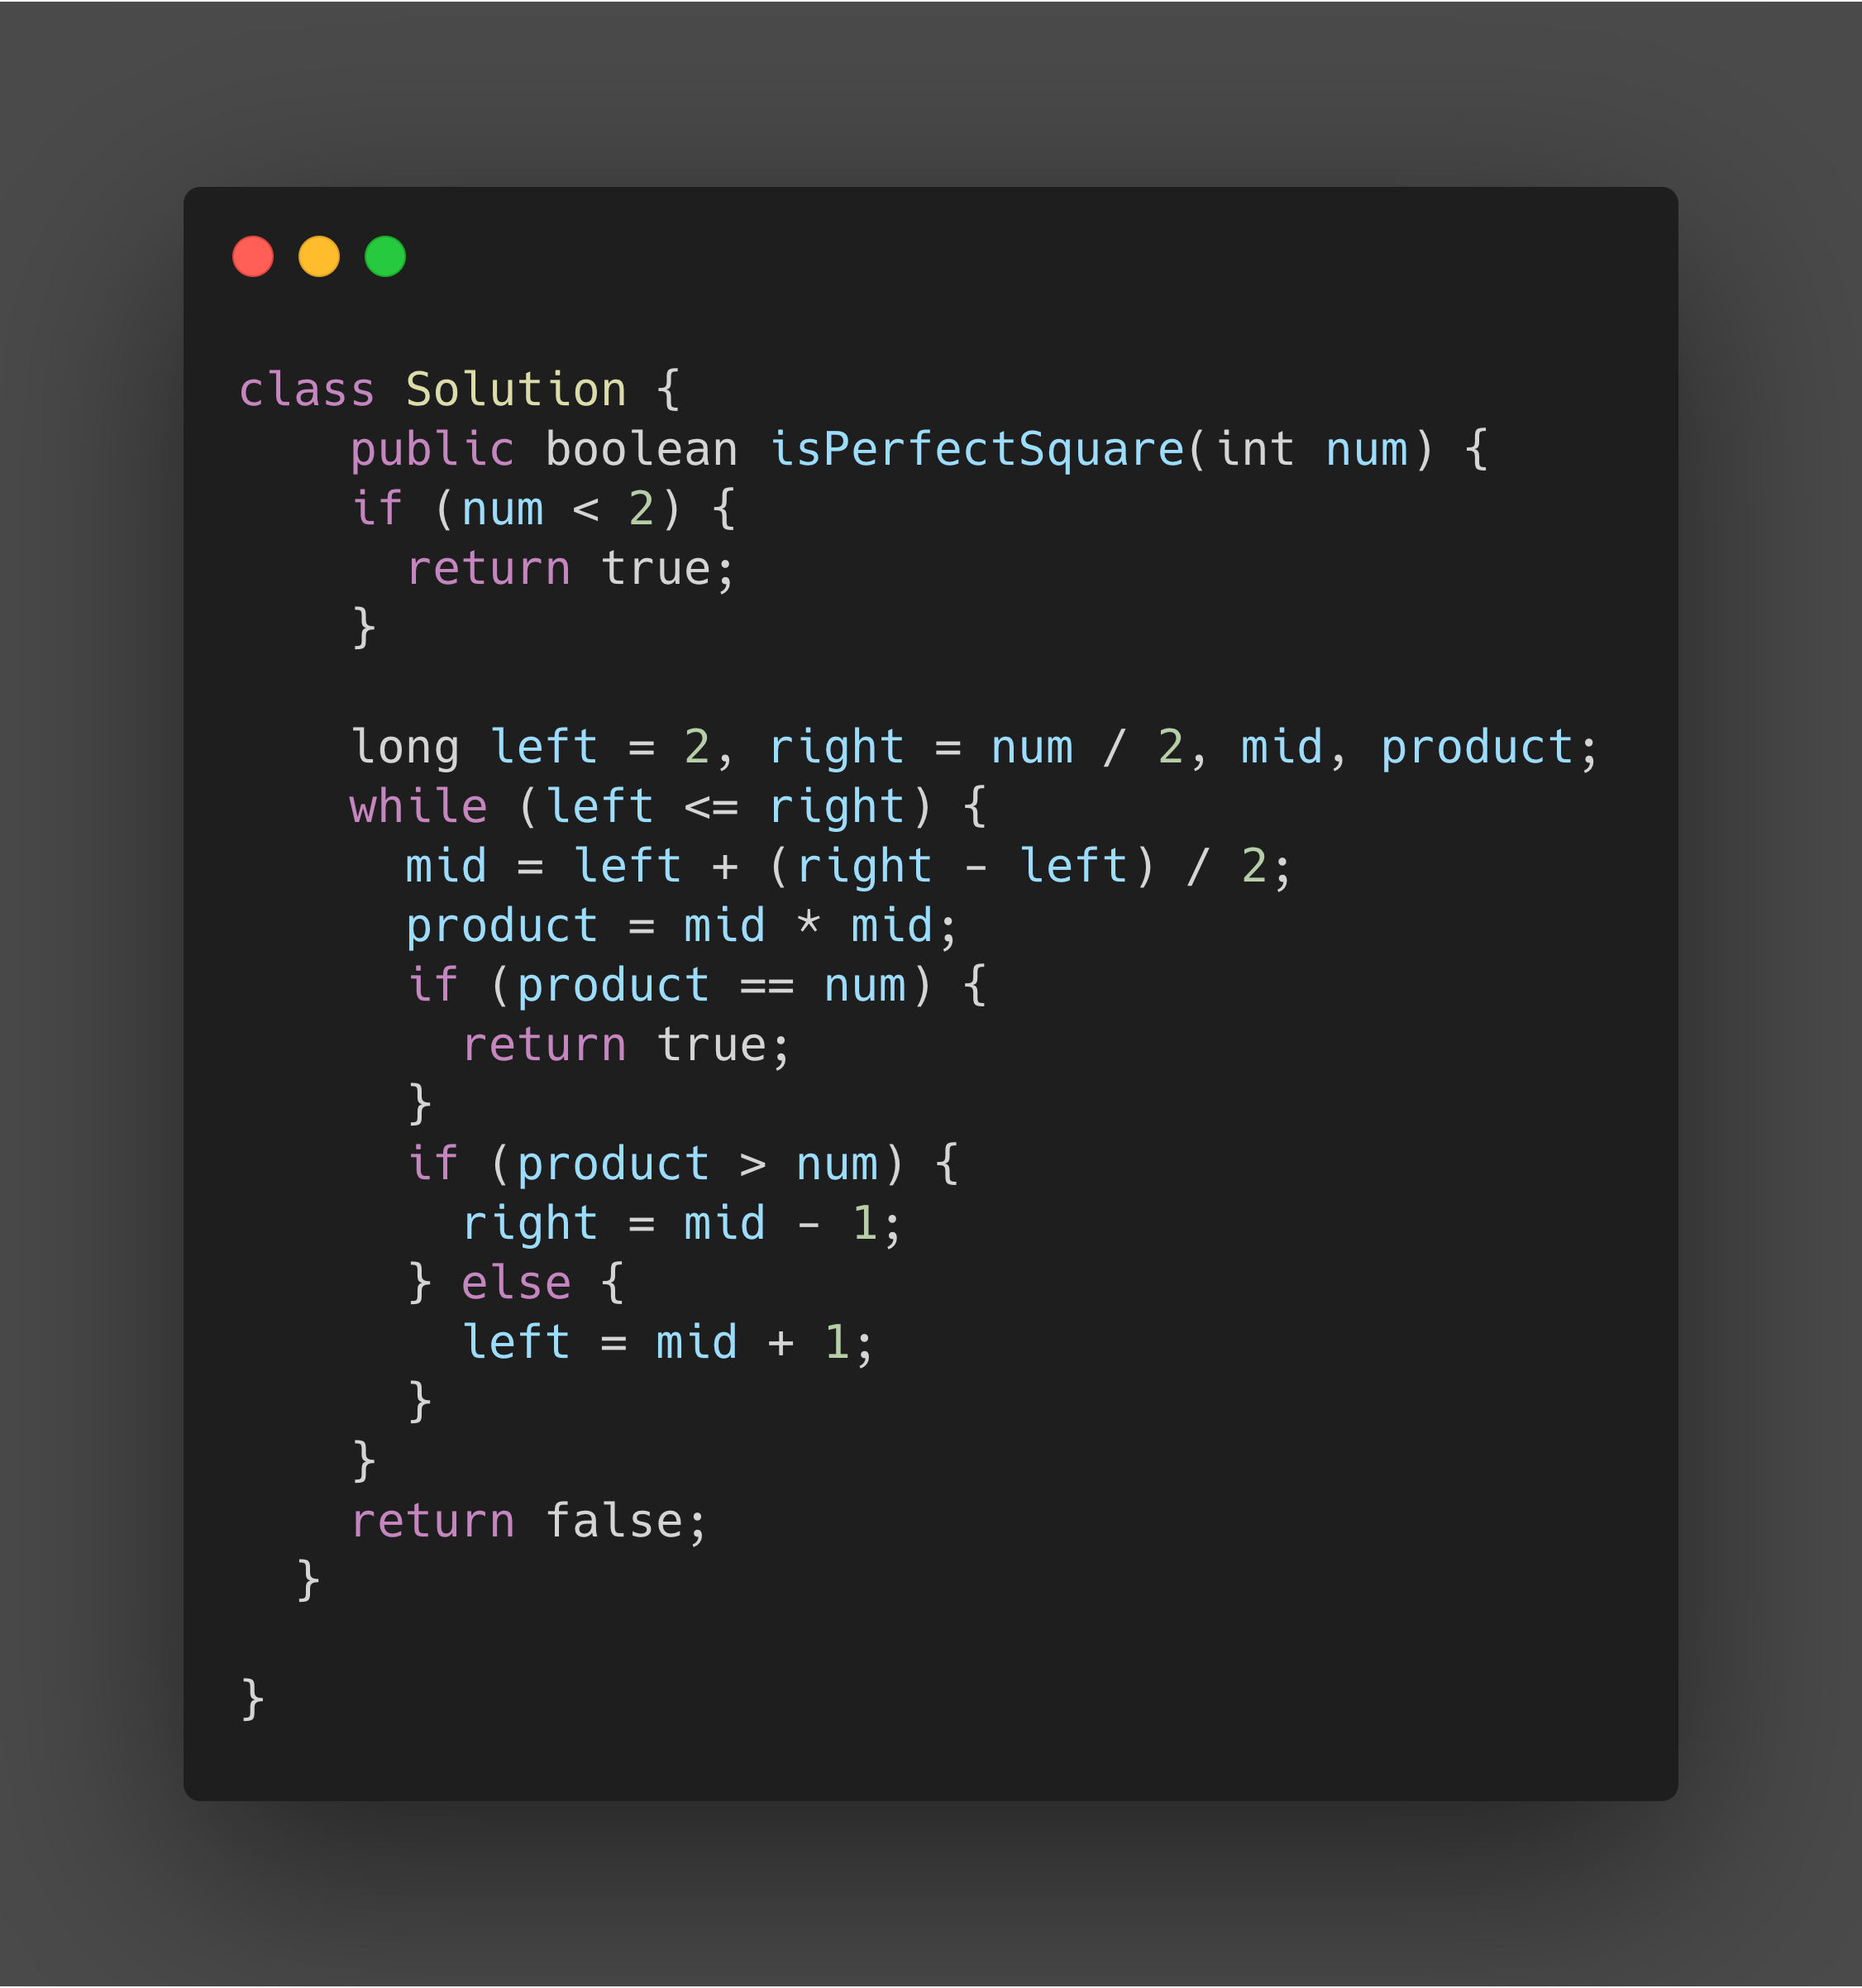 class Solution {
    public boolean isPerfectSquare(int num) {
    if (num < 2) {
      return true;
    }

    long left = 2, right = num / 2, mid, product;
    while (left <= right) {
      mid = left + (right - left) / 2;
      product = mid * mid;
      if (product == num) {
        return true;
      }
      if (product > num) {
        right = mid - 1;
      } else {
        left = mid + 1;
      }
    }
    return false;
  }

}